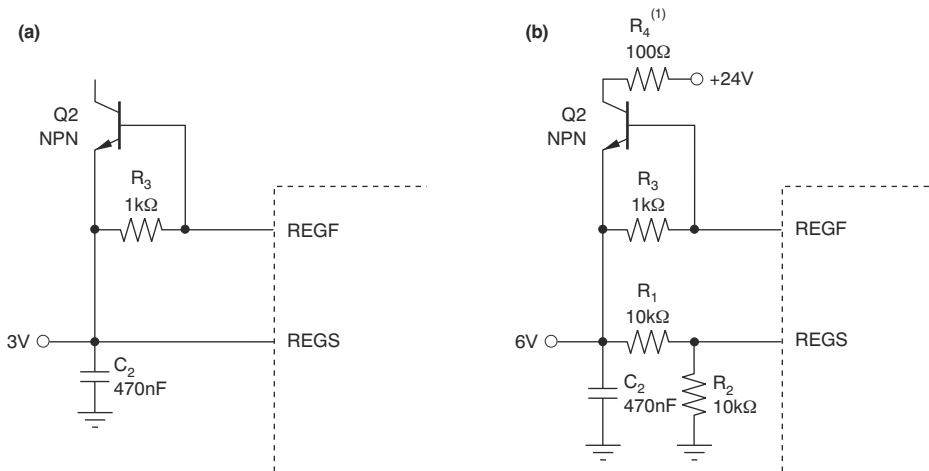 (a)
Q2
NPN
R3
1kΩ
REGF
3V
REGS
C2
470nF
(b)
R4(1)
100Ω
+24V
Q2
NPN
R3
1kΩ
REGF
R1
10kΩ
6V
REGS
C2
470nF
R2
10kΩ